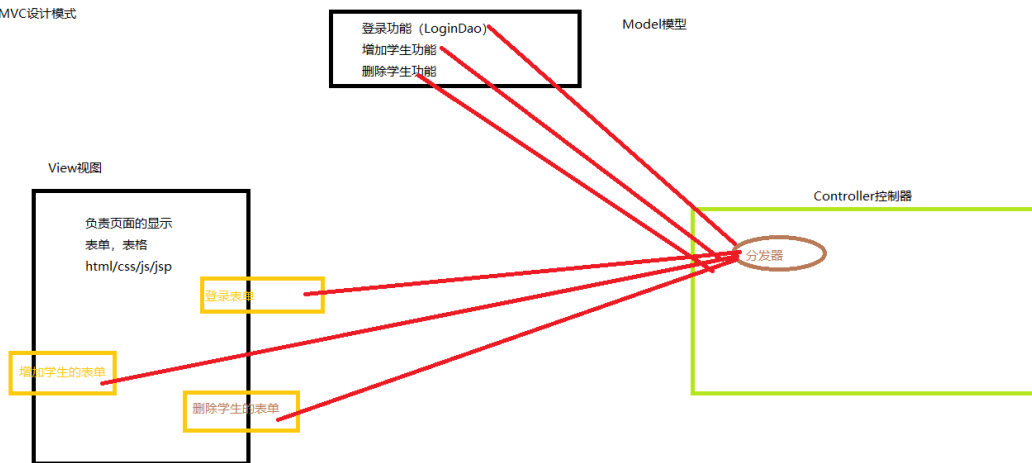 MVC设计模式
登录功能（LoginDao）
增加学生功能
删除学生功能
Model模型
View视图
负责页面的显示
表单，表格
html/css/js/jsp
Controller控制器
分发器
登录表单
增加学生的表单
删除学生的表单